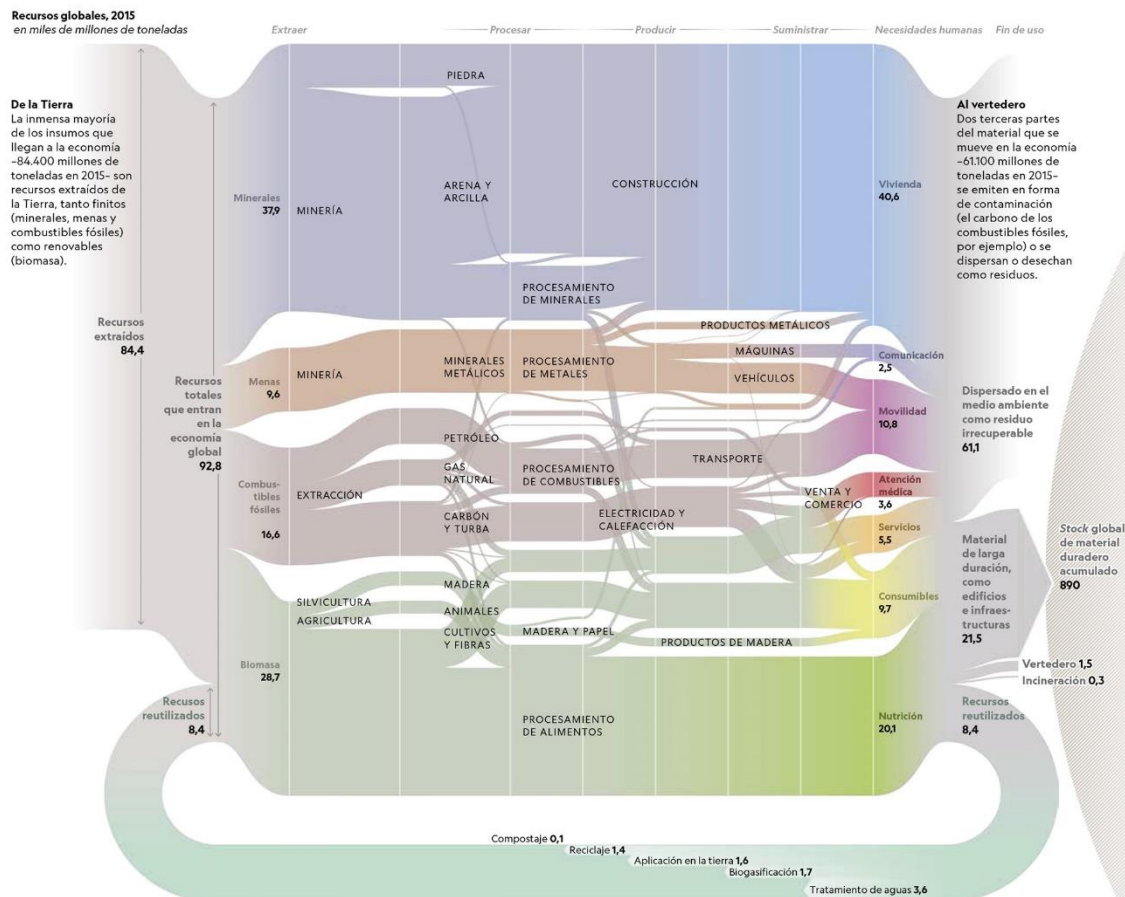 Recursos globales, 2015
en miles de millones de toneladas
Extraer
Procesar
Producir
Suministrar
Necesidades humanas
Fin de uso
De la Tierra
La inmensa mayoría
de los insumos que
llegan a la economía
-84.400 millones de
toneladas en 2015- son
recursos extraídos de
la Tierra, tanto finitos
(minerales, menas y
combustibles fósiles)
como renovables
(biomasa).
Recursos
extraídos
84,4
Recursos
totales
que entran
en la
economía
global
92,8
Recusos
reutilizados
8,4
Minerales
37,9
Menas
9,6
Combus-
tibles
fósiles
16,6
Biomasa
28,7
MINERÍA
MINERÍA
EXTRACCIÓN
SILVICULTURA
AGRICULTURA
PIEDRA
ARENA Y
ARCILLA
MINERALES
METÁLICOS
PETRÓLEO
GAS
NATURAL
CARBÓN
Y TURBA
MADERA
ANIMALES
CULTIVOS
Y FIBRAS
PROCESAMIENTO
DE MINERALES
PROCESAMIENTO
DE METALES
PROCESAMIENTO
DE COMBUSTIBLES
MADERA Y PAPEL
PROCESAMIENTO
DE ALIMENTOS
CONSTRUCCIÓN
ELECTRICIDAD Y
CALEFACCIÓN
PRODUCTOS METÁLICOS
MÁQUINAS
VEHÍCULOS
TRANSPORTE
PRODUCTOS DE MADERA
VENTA Y
COMERCIO
Vivienda
40,6
Comunicación
2,5
Movilidad
10,8
Atención
médica
3,6
Servicios
5,5
Consumibles
9,7
Nutrición
20,1
Al vertedero
Dos terceras partes
del material que se
mueve en la economía
-61.100 millones de
toneladas en 2015-
se emiten en forma
de contaminación
(el carbono de los
combustibles fósiles,
por ejemplo) o se
dispersan o desechan
como residuos.
Dispersado en el
medio ambiente
como residuo
irrecuperable
61,1
Material
de larga
duración,
como
edificios
e infraes-
tructuras
21,5
Stock global
de material
duradero
acumulado
890
Vertedero 1,5
Incineración 0,3
Recursos
reutilizados
8,4
Compostaje 0,1
Reciclaje 1,4
Aplicación en la tierra 1,6
Biogasificación 1,7
Tratamiento de aguas 3,6